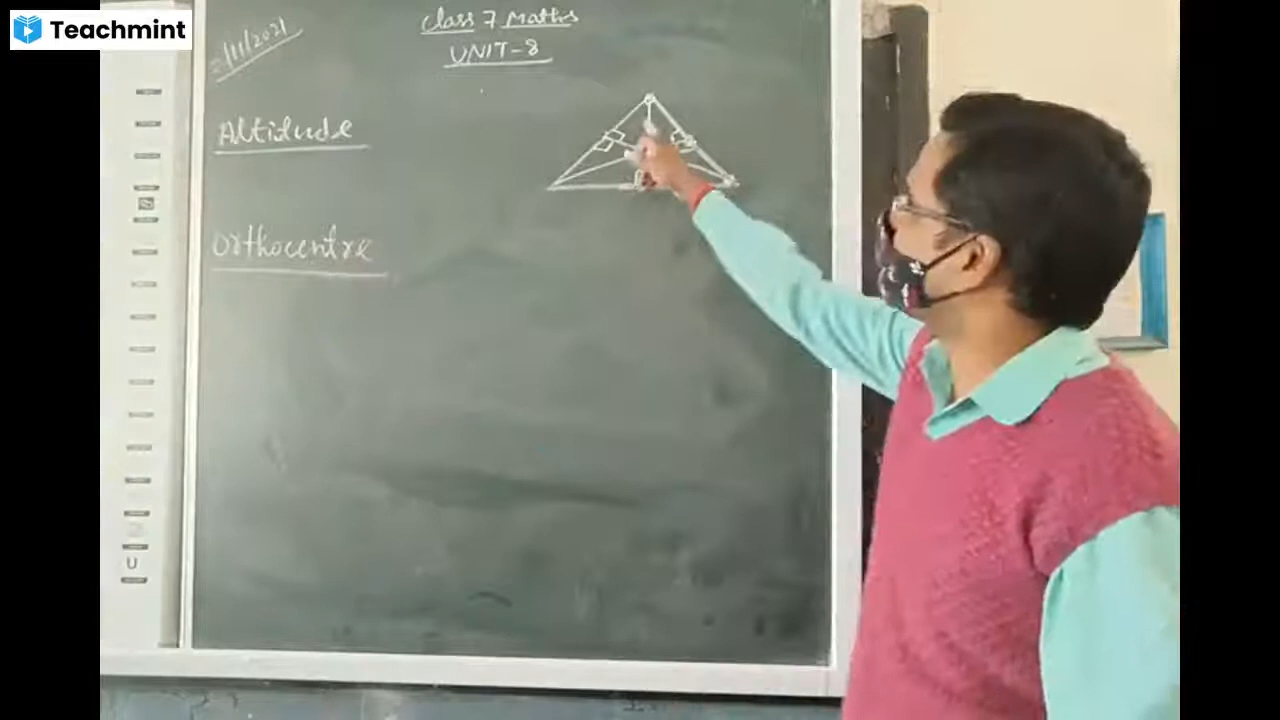 Teachmint
Class 7 Maths
UNIT-8
Altitude
Orthocentre
U